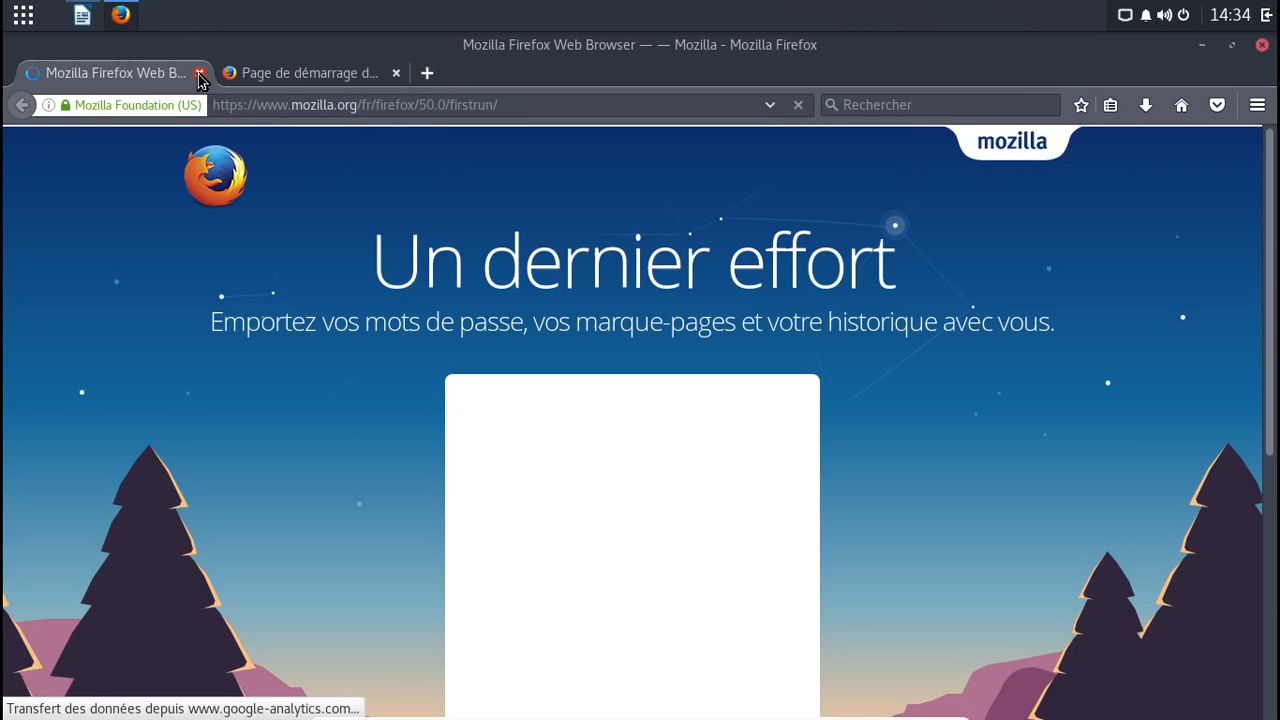 14:34
Mozilla Firefox Web Browser — — Mozilla - Mozilla Firefox
Mozilla Firefox Web B...
Page de démarrage d...
Mozilla Foundation (US)
https://www.mozilla.org/fr/firefox/50.0/firstrun/
Rechercher
mozilla
Un dernier effort
Emportez vos mots de passe, vos marque-pages et votre historique avec vous.
Transfert des données depuis www.google-analytics.com...